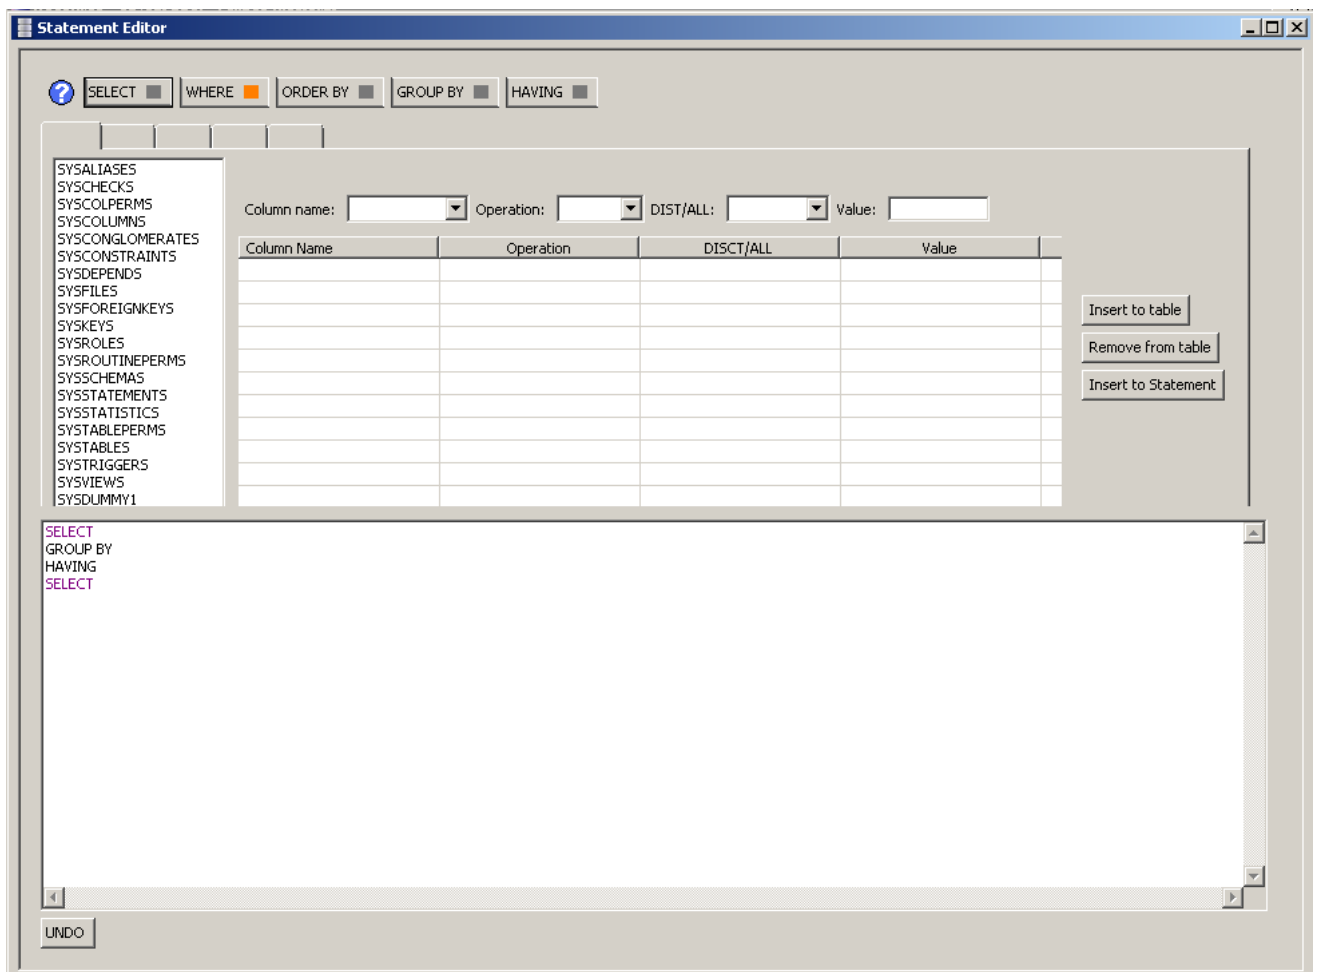 Statement Editor
SELECT WHERE ORDER BY GROUP BY HAVING
SYSALIASES
SYSCHECKS
SYSCOLPERMS
SYSCOLUMNS
SYSCONGLOMERATES
SYSCONSTRAINTS
SYSDEPENDS
SYSFILES
SYSFOREIGNKEYS
SYSKEYS
SYSROLES
SYSROUTINEPERMS
SYSSCHEMAS
SYSSTATEMENTS
SYSSTATISTICS
SYSTABLEPERMS
SYSTABLES
SYSTRIGGERS
SYSVIEWS
SYSDUMMY1
Column name: Operation: DIST/ALL: Value:
Column Name Operation DISCT/ALL Value
Insert to table
Remove from table
Insert to Statement
SELECT
GROUP BY
HAVING
SELECT
UNDO